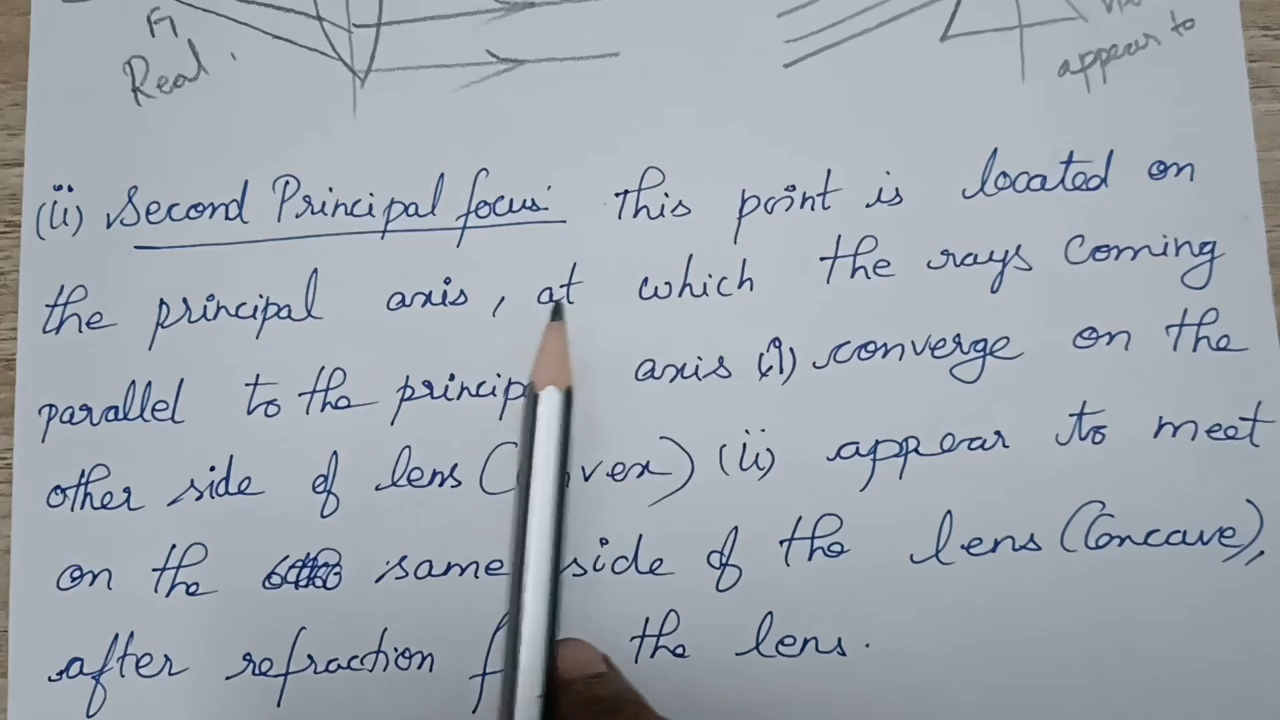 F1
Real.
appear to
(ii) Second Principal focus: This point is located on
the principal axis, at which the rays coming
parallel to the princip axis (i) converge on the
other side of lens ( vex) (ii) appear to meet
on the same side of the lens (Concave),
after refraction f the lens.